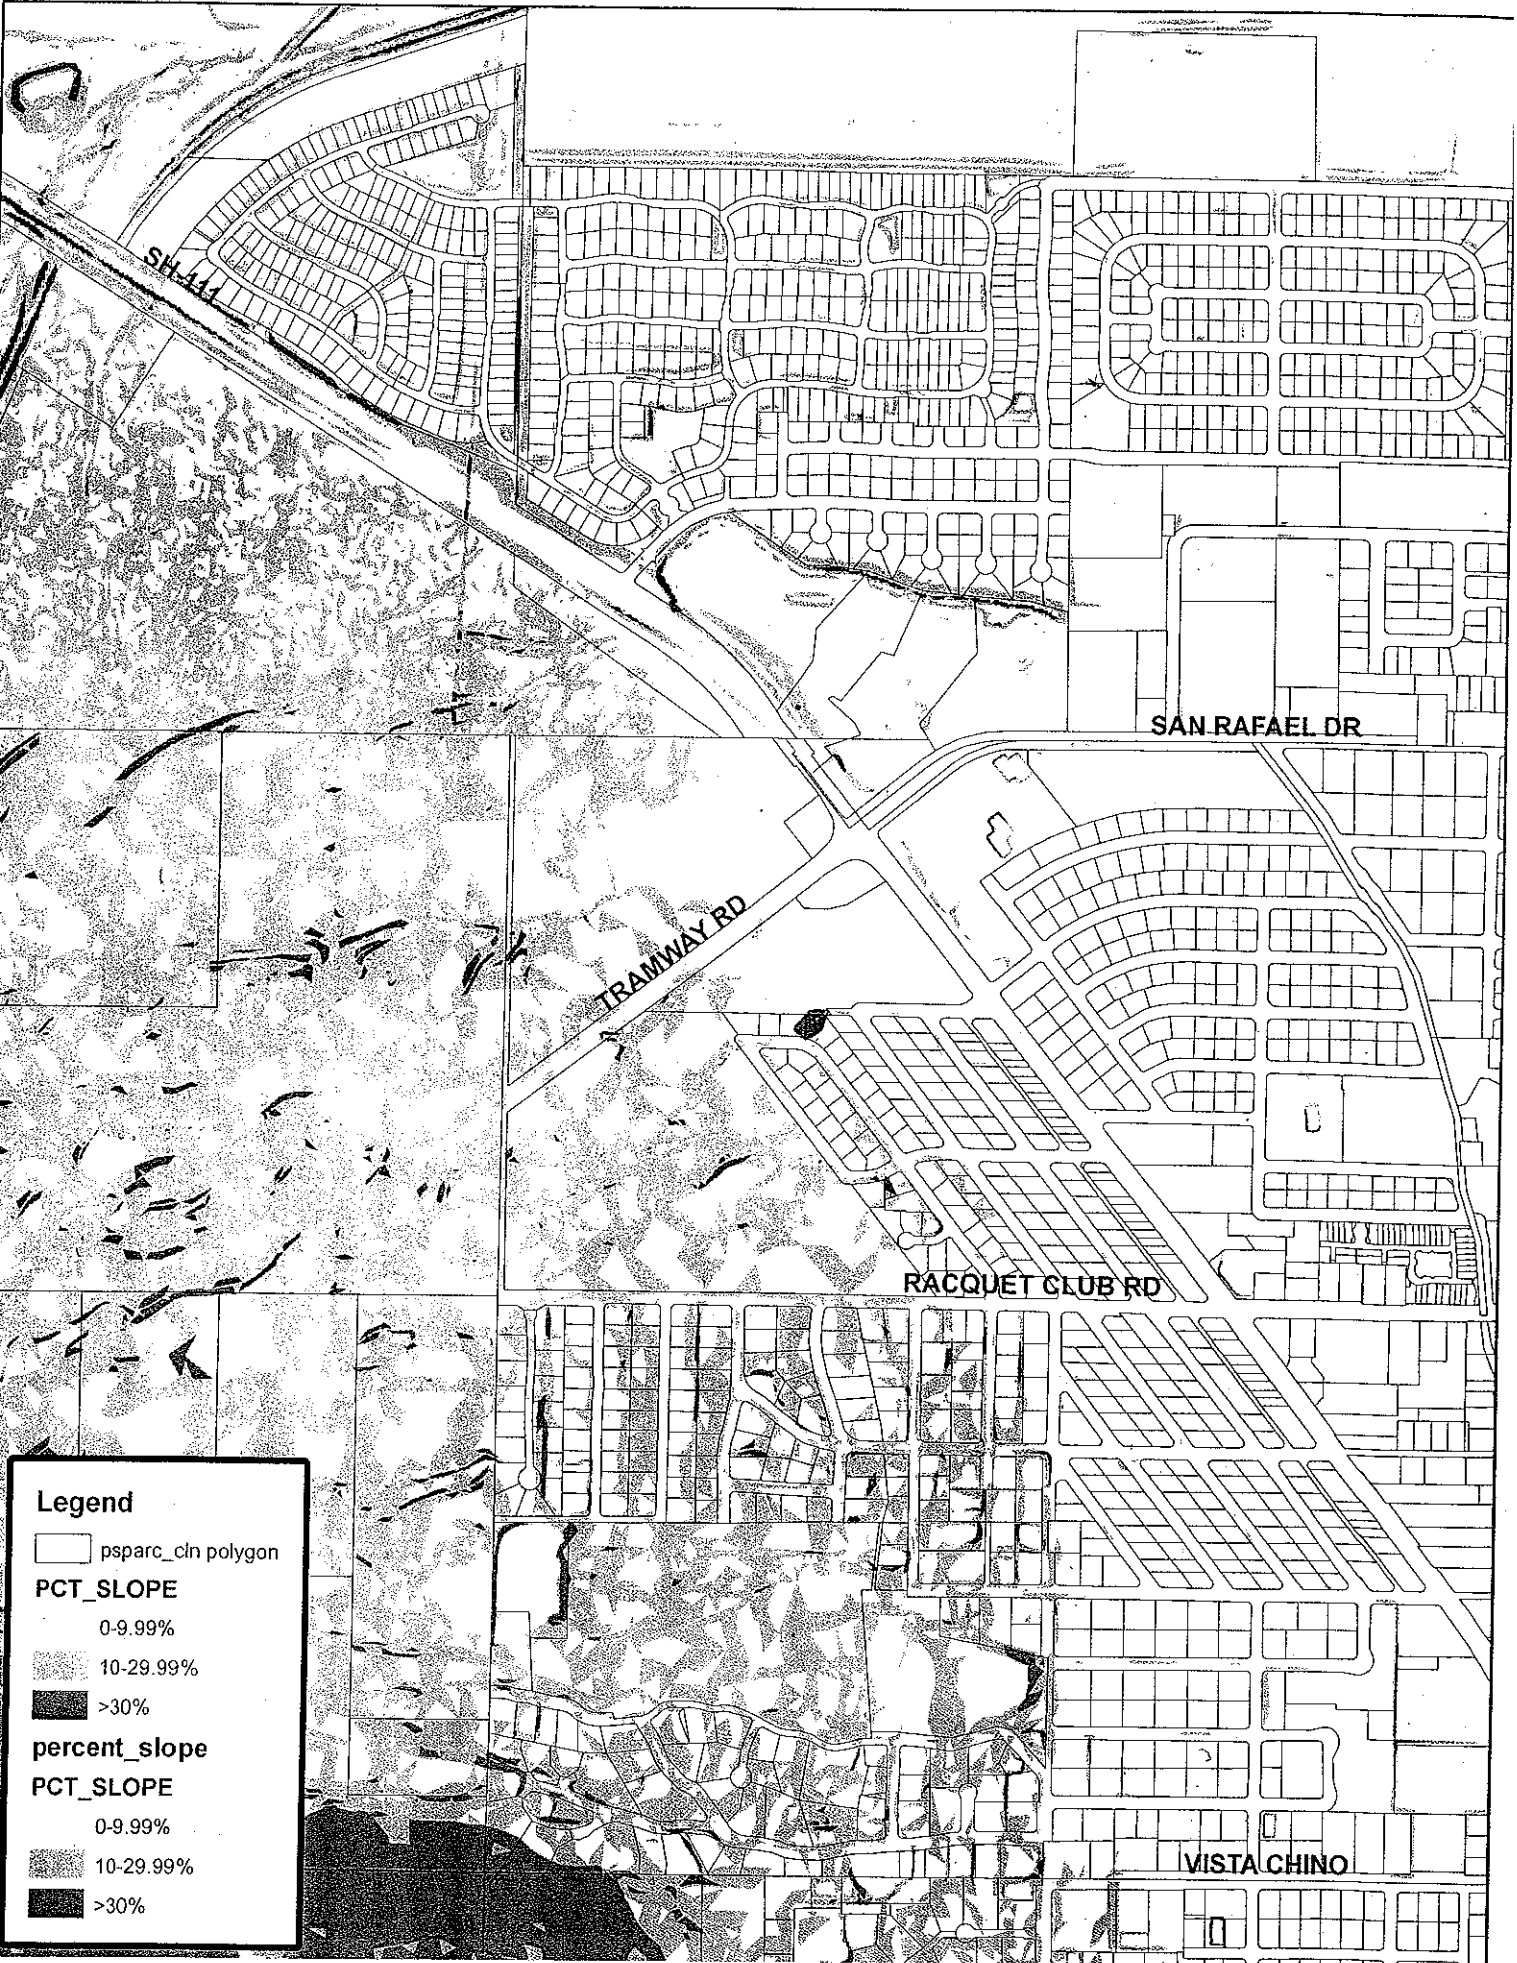 SH-111
SAN RAFAEL DR
TRAMWAY RD
RACQUET CLUB RD
VISTA CHINO
Legend
psparc_cln polygon
PCT_SLOPE
0-9.99%
10-29.99%
>30%
percent_slope
PCT_SLOPE
0-9.99%
10-29.99%
>30%